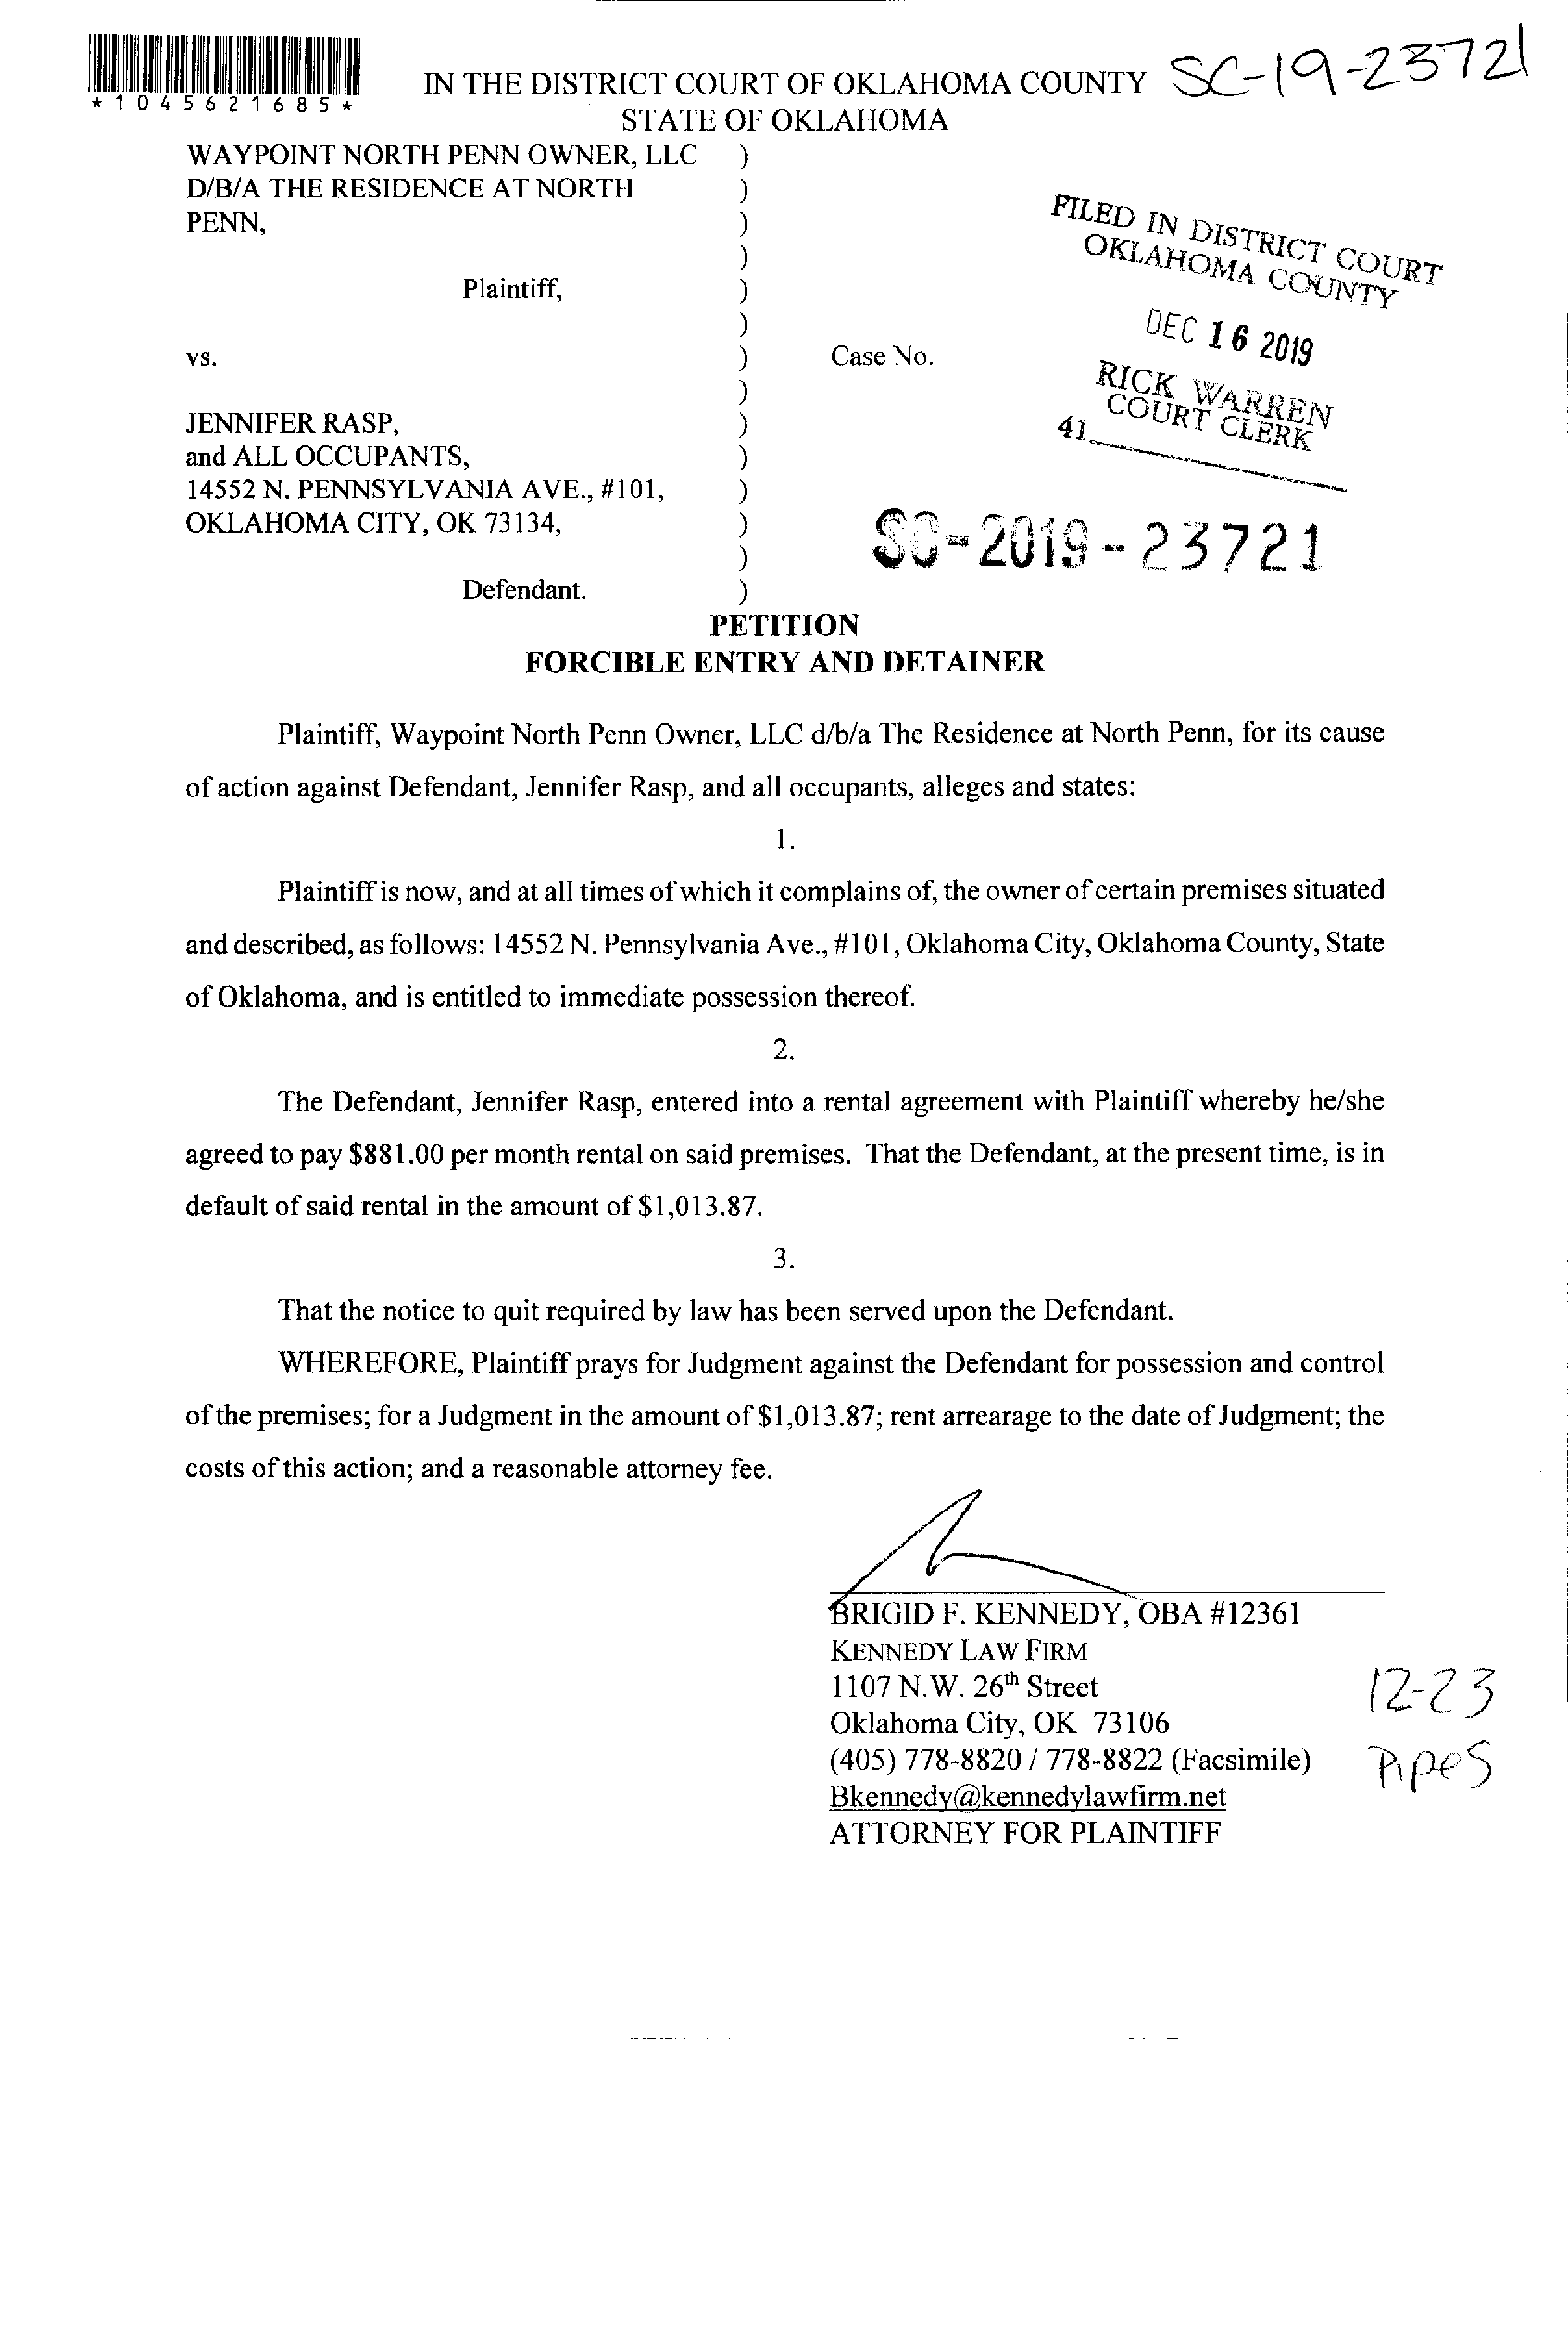 SC-19-23721
*1045621685*
IN THE DISTRICT COURT OF OKLAHOMA COUNTY
STATE OF OKLAHOMA
WAYPOINT NORTH PENN OWNER, LLC )
D/B/A THE RESIDENCE AT NORTH )
PENN, )
)
Plaintiff, )
)
vs. ) Case No.
)
JENNIFER RASP, )
and ALL OCCUPANTS, )
14552 N. PENNSYLVANIA AVE., #101, )
OKLAHOMA CITY, OK 73134, )
)
Defendant. )
FILED IN DISTRICT COURT
OKLAHOMA COUNTY
DEC 16 2019
RICK WARREN
COURT CLERK
41
SC-2019-23721
PETITION
FORCIBLE ENTRY AND DETAINER
Plaintiff, Waypoint North Penn Owner, LLC d/b/a The Residence at North Penn, for its cause
of action against Defendant, Jennifer Rasp, and all occupants, alleges and states:
1.
Plaintiff is now, and at all times of which it complains of, the owner of certain premises situated
and described, as follows: 14552 N. Pennsylvania Ave., #101, Oklahoma City, Oklahoma County, State
of Oklahoma, and is entitled to immediate possession thereof.
2.
The Defendant, Jennifer Rasp, entered into a rental agreement with Plaintiff whereby he/she
agreed to pay $881.00 per month rental on said premises. That the Defendant, at the present time, is in
default of said rental in the amount of $1,013.87.
3.
That the notice to quit required by law has been served upon the Defendant.
WHEREFORE, Plaintiff prays for Judgment against the Defendant for possession and control
of the premises; for a Judgment in the amount of $1,013.87; rent arrearage to the date of Judgment; the
costs of this action; and a reasonable attorney fee.
BRIGID F. KENNEDY, OBA #12361
KENNEDY LAW FIRM
1107 N.W. 26th Street
Oklahoma City, OK 73106
(405) 778-8820 / 778-8822 (Facsimile)
Bkennedy@kennedylawfirm.net
ATTORNEY FOR PLAINTIFF
12-23
Pipes